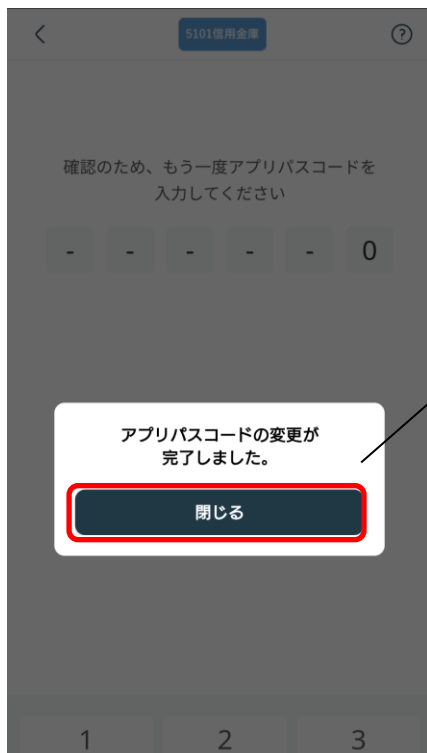 5101信用金庫
?
確認のため、もう一度アプリパスコードを
入力してください
- - - - - 0
アプリパスコードの変更が
完了しました。
閉じる
1 2 3